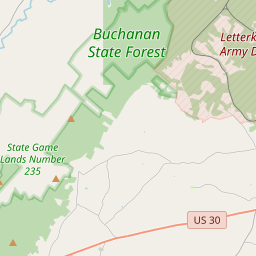 Buchanan
State Forest
Letterk
Army D
State Game
Lands Number
235
US 30